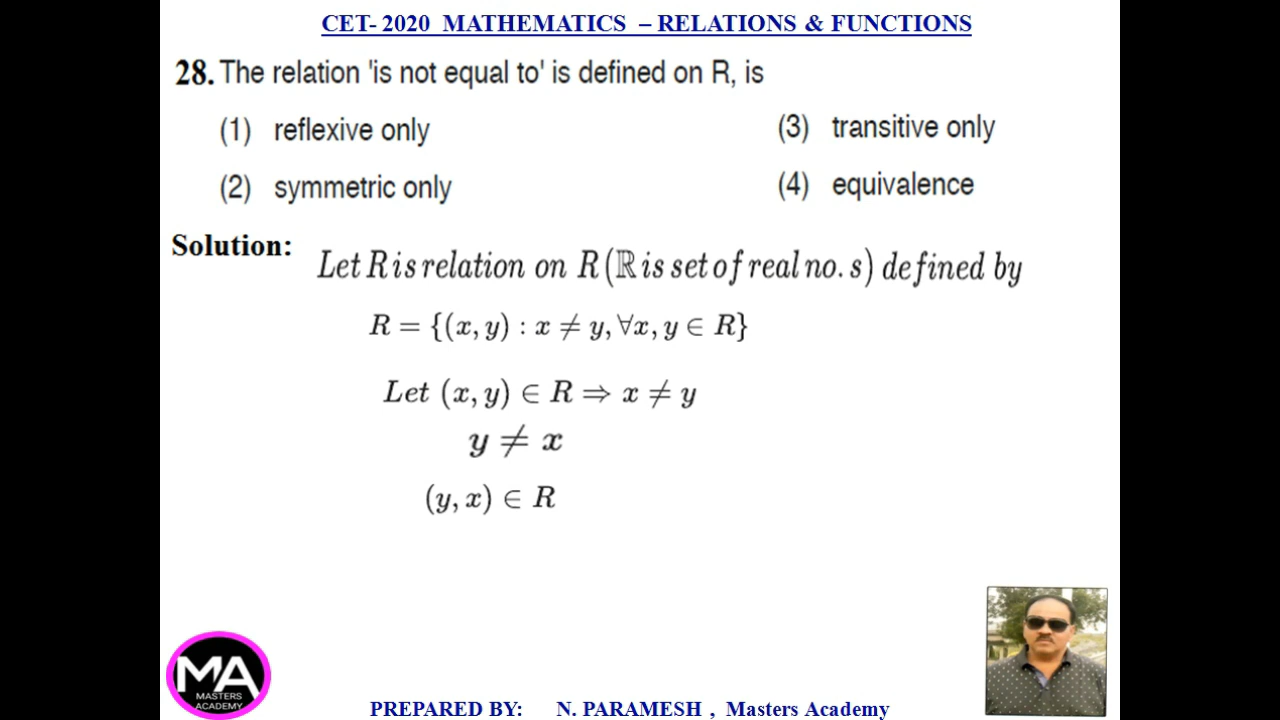 CET- 2020 MATHEMATICS – RELATIONS & FUNCTIONS
28. The relation 'is not equal to' is defined on R, is
(1) reflexive only
(3) transitive only
(2) symmetric only
(4) equivalence
Solution:
Let R is relation on R (ℝ is set of real no. s) defined by
R = {(x, y) : x ≠ y, ∀x, y ∈ R}
Let (x, y) ∈ R ⇒ x ≠ y
y ≠ x
(y, x) ∈ R
MA
MASTERS
ACADEMY
PREPARED BY: N. PARAMESH , Masters Academy